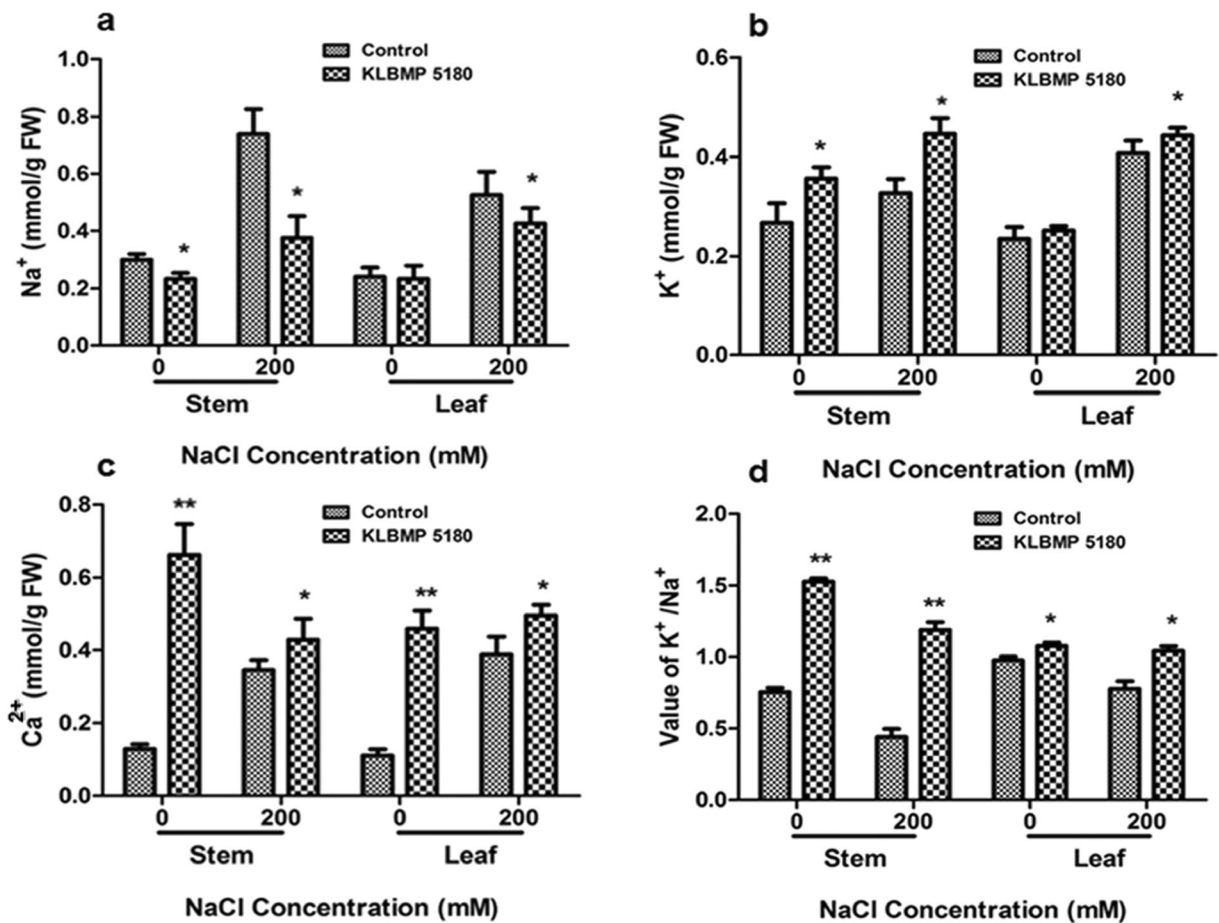 a
Control
KLBMP 5180
Na⁺ (mmol/g FW)
1.0
0.8
0.6
0.4
0.2
0.0
*
*
*
0 200 0 200
Stem Leaf
NaCl Concentration (mM)
b
Control
KLBMP 5180
K⁺ (mmol/g FW)
0.6
0.4
0.2
0.0
*
*
*
0 200 0 200
Stem Leaf
NaCl Concentration (mM)
c
Control
KLBMP 5180
Ca²⁺ (mmol/g FW)
0.8
0.6
0.4
0.2
0.0
**
*
**
*
0 200 0 200
Stem Leaf
NaCl Concentration (mM)
d
Control
KLBMP 5180
Value of K⁺/Na⁺
2.0
1.5
1.0
0.5
0.0
**
**
*
*
0 200 0 200
Stem Leaf
NaCl Concentration (mM)